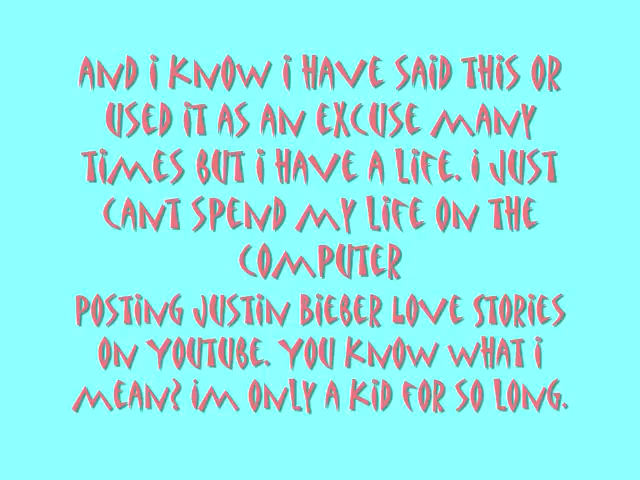 AND i KNOW i HAVE SAiD THiS OR
USED iT AS AN EXCUSE MANY
TiMES BUT i HAVE A LiFE. i JUST
CANT SPEND MY LiFE ON THE
COMPUTER
POSTiNG JUSTiN BiEBER LOVE STORiES
ON YOUTUBE. YOU KNOW WHAT i
MEAN? iM ONLY A KiD FOR SO LONG.